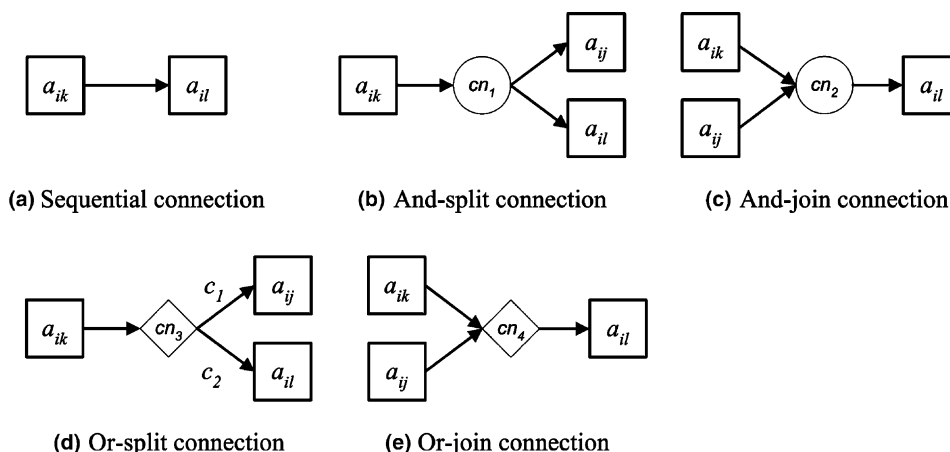 a_ik a_il
a_ik cn_1 a_ij a_il
a_ik a_ij cn_2 a_il
(a) Sequential connection
(b) And-split connection
(c) And-join connection
a_ik cn_3 c_1 c_2 a_ij a_il
a_ik a_ij cn_4 a_il
(d) Or-split connection
(e) Or-join connection